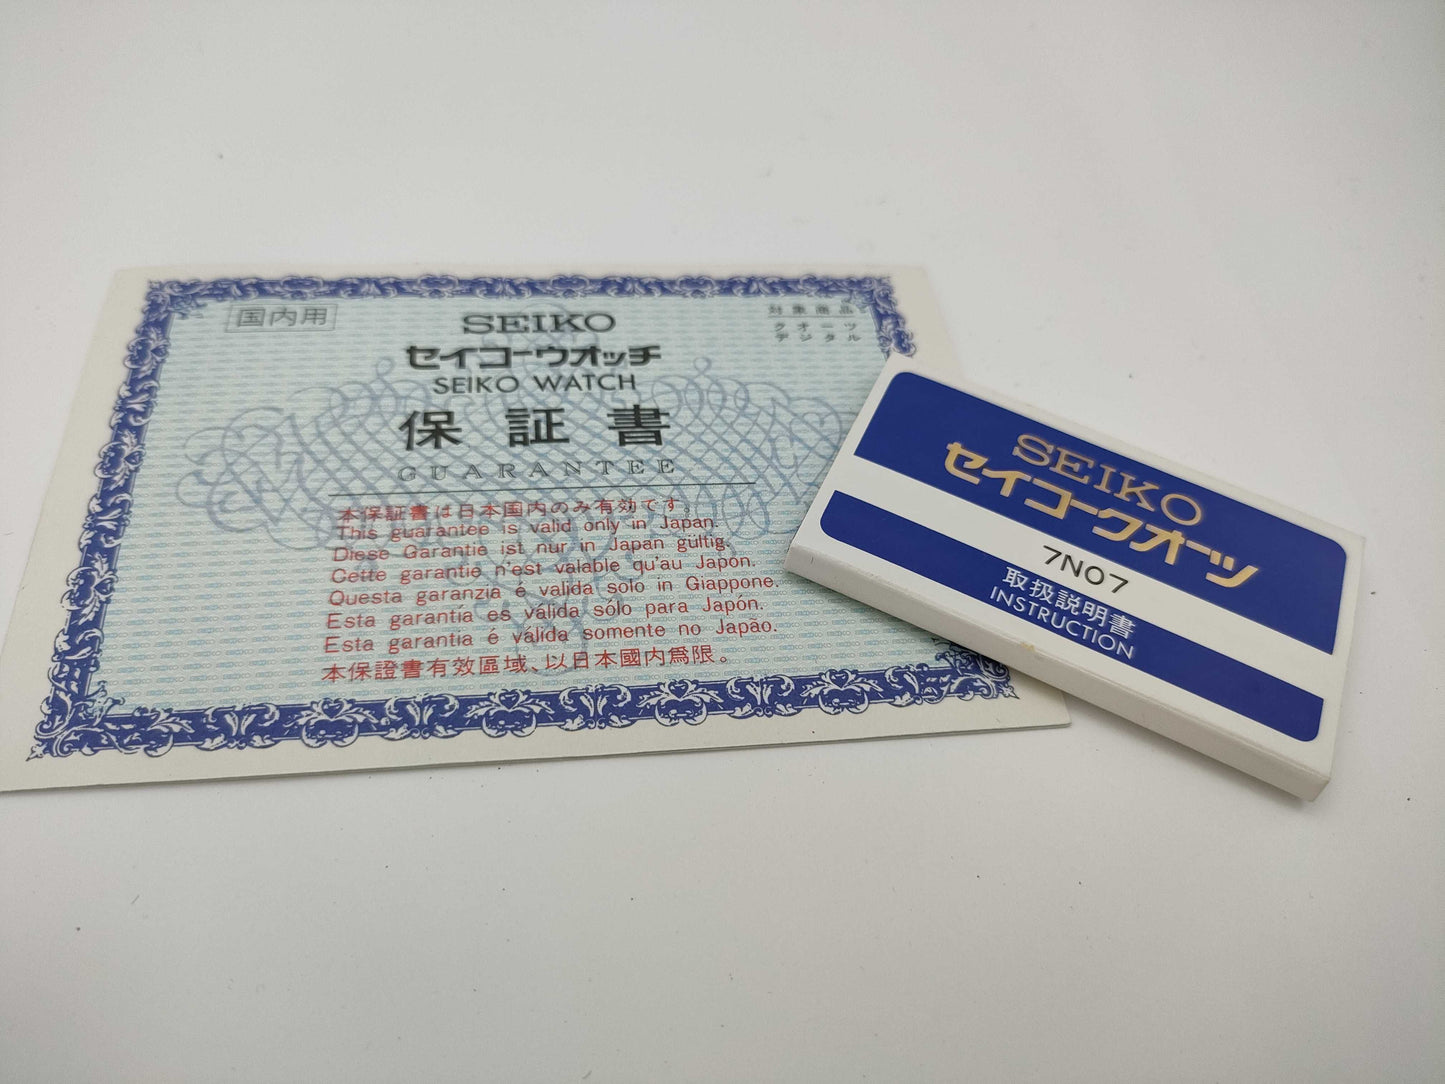 国内用
SEIKO
セイコーウオッチ
SEIKO WATCH
保証書
GUARANTEE
対象商品
クオーツ
デジタル
本保証書は日本国内のみ有効です。
This guarantee is valid only in Japan.
Diese Garantie ist nur in Japan gültig.
Cette garantie n'est valable qu'au Japon.
Questa garanzia é valida solo in Giappone.
Esta garantía es válida sólo para Japón.
Esta garantia é válida somente no Japão.
本保證書有效區域、以日本國内爲限。
SEIKO
セイコークオーツ
7N07
取扱説明書
INSTRUCTION